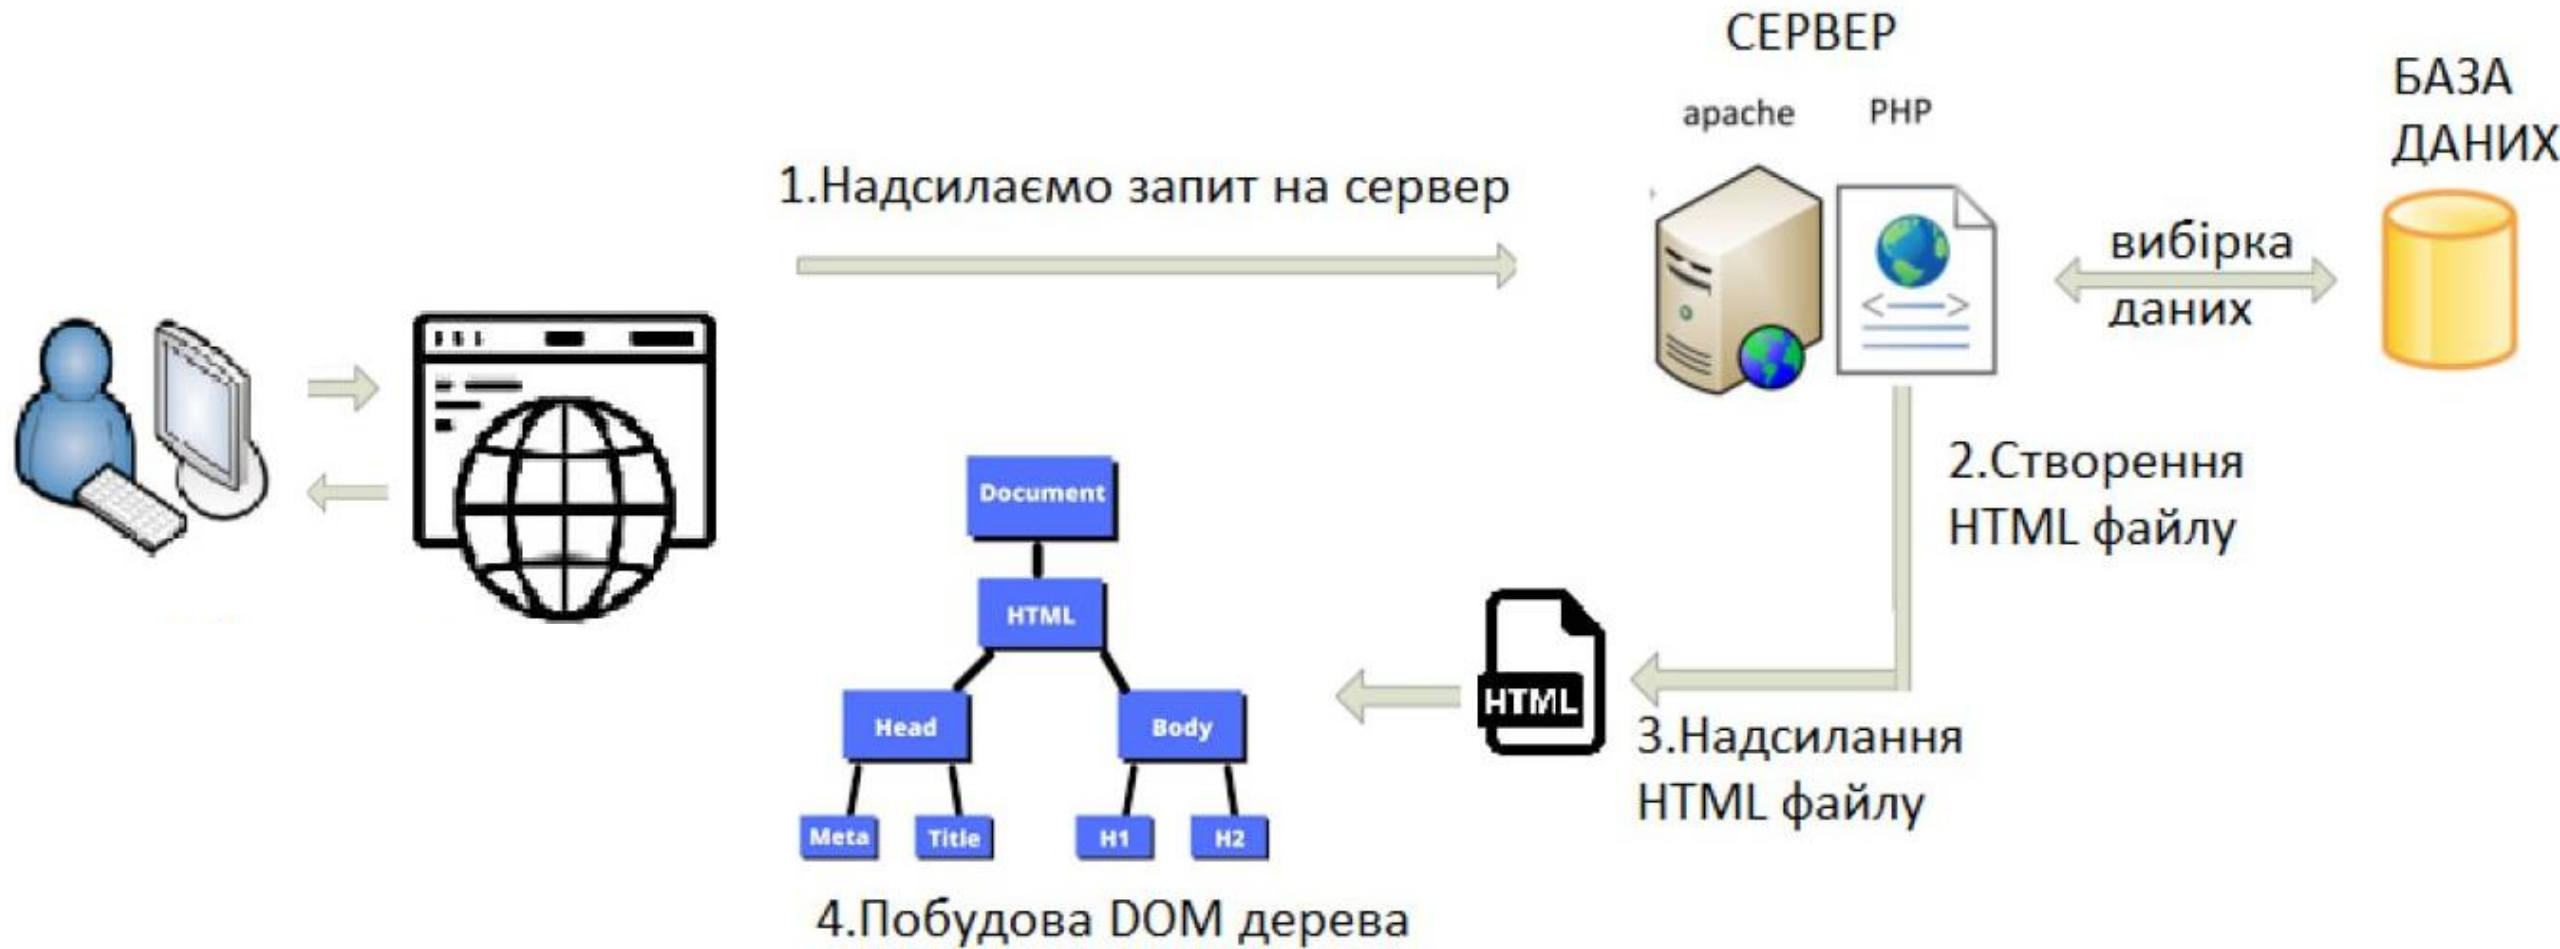 СЕРВЕР
apache
PHP
БАЗА
ДАНИХ
1.Надсилаємо запит на сервер
вибірка
даних
2.Створення
HTML файлу
Document
HTML
Head
Body
Meta
Title
H1
H2
HTML
3.Надсилання
HTML файлу
4.Побудова DOM дерева